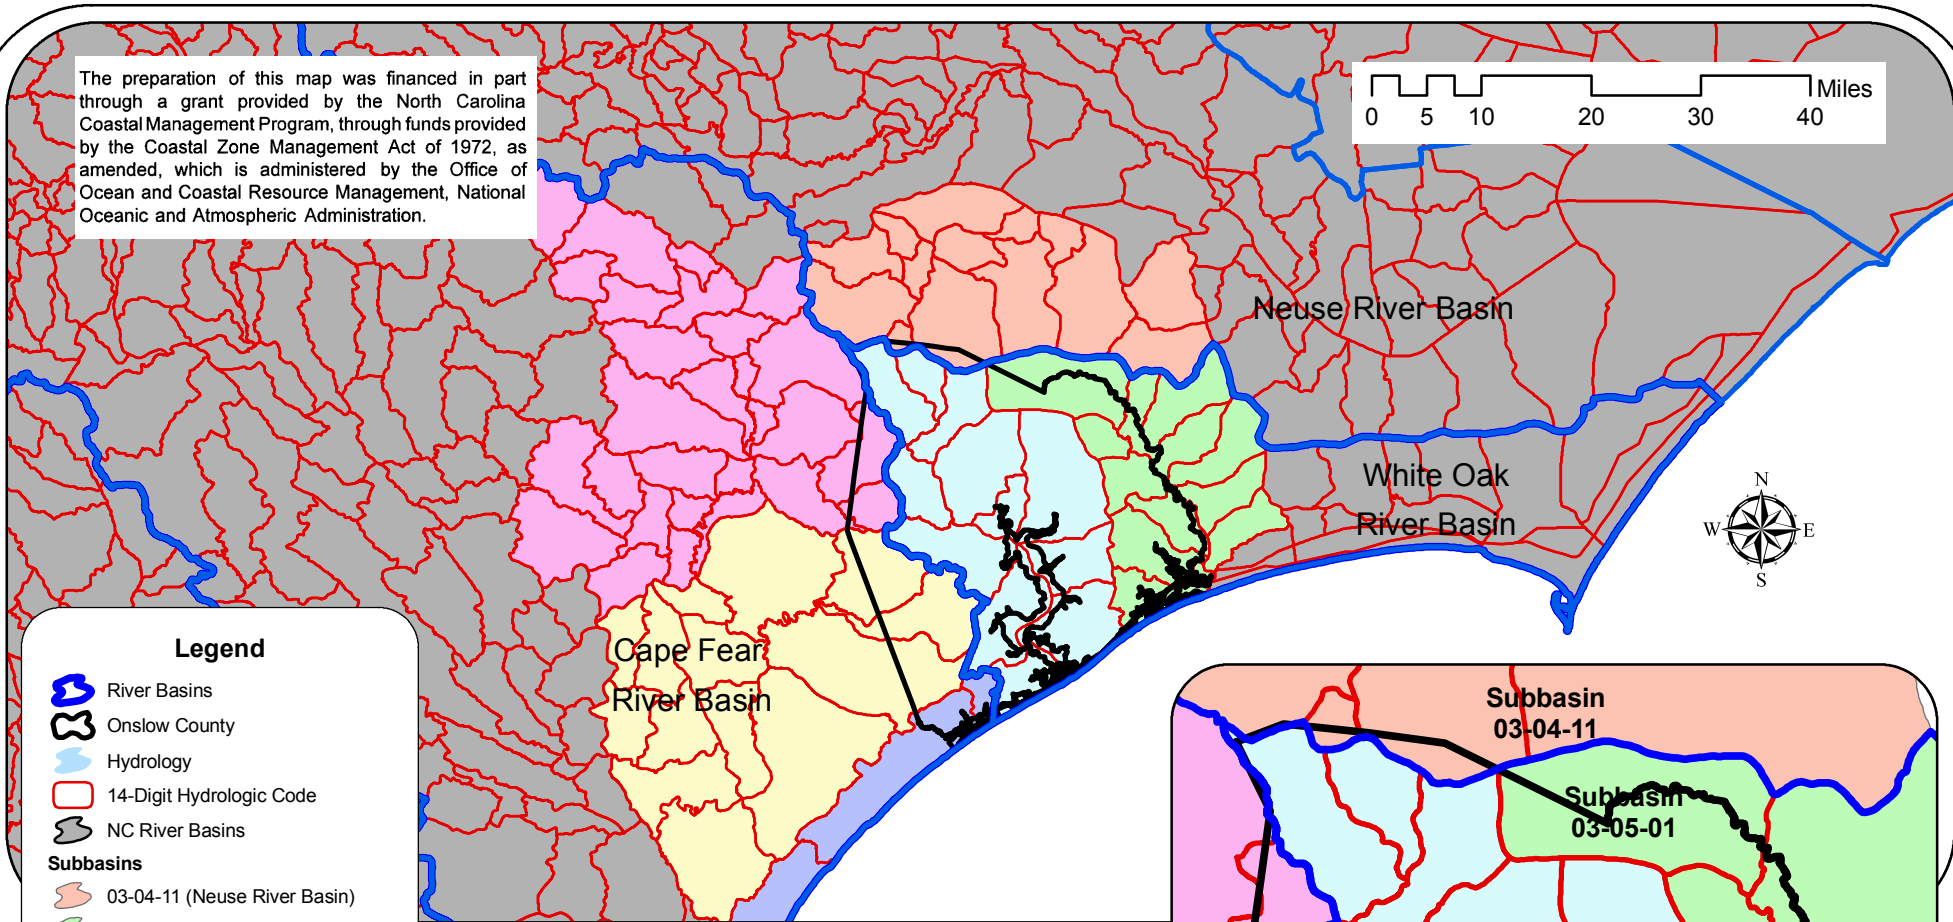 The preparation of this map was financed in part
through a grant provided by the North Carolina
Coastal Management Program, through funds provided
by the Coastal Zone Management Act of 1972, as
amended, which is administered by the Office of
Ocean and Coastal Resource Management, National
Oceanic and Atmospheric Administration.
Miles
0 5 10 20 30 40
Neuse River Basin
White Oak
River Basin
N
W E
S
Cape Fear
River Basin
Legend
River Basins
Onslow County
Hydrology
14-Digit Hydrologic Code
NC River Basins
Subbasins
03-04-11 (Neuse River Basin)
Subbasin
03-04-11
Subbasin
03-05-01